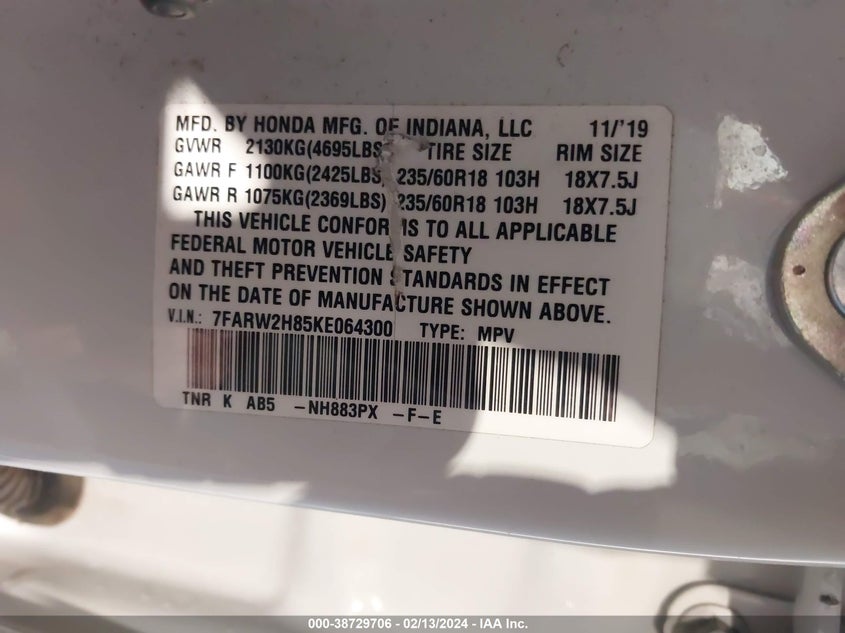 MFD. BY HONDA MFG. OF INDIANA, LLC 11/'19
GVWR 2130KG(4695LBS TIRE SIZE RIM SIZE
GAWR F 1100KG(2425LBS 235/60R18 103H 18X7.5J
GAWR R 1075KG(2369LBS) 235/60R18 103H 18X7.5J
THIS VEHICLE CONFORMS TO ALL APPLICABLE
FEDERAL MOTOR VEHICLE SAFETY
AND THEFT PREVENTION STANDARDS IN EFFECT
ON THE DATE OF MANUFACTURE SHOWN ABOVE.
V.I.N.: 7FARW2H85KE064300 TYPE: MPV
TNR K AB5 -NH883PX -F-E
000-38729706 - 02/13/2024 - IAA Inc.